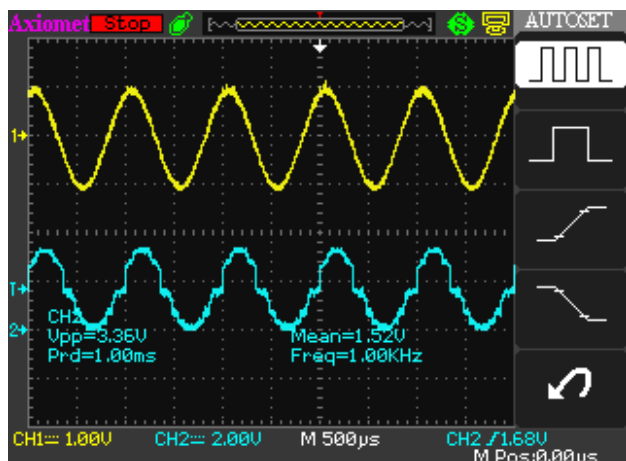 Axiomet Stop S AUTOSET
1
T
2
CH2
Vpp=3.36V Mean=1.52V
Prd=1.00ms Freq=1.00KHz
CH1 1.00V CH2 2.00V M 500µs CH2 1.68V
M Pos:0.00µs